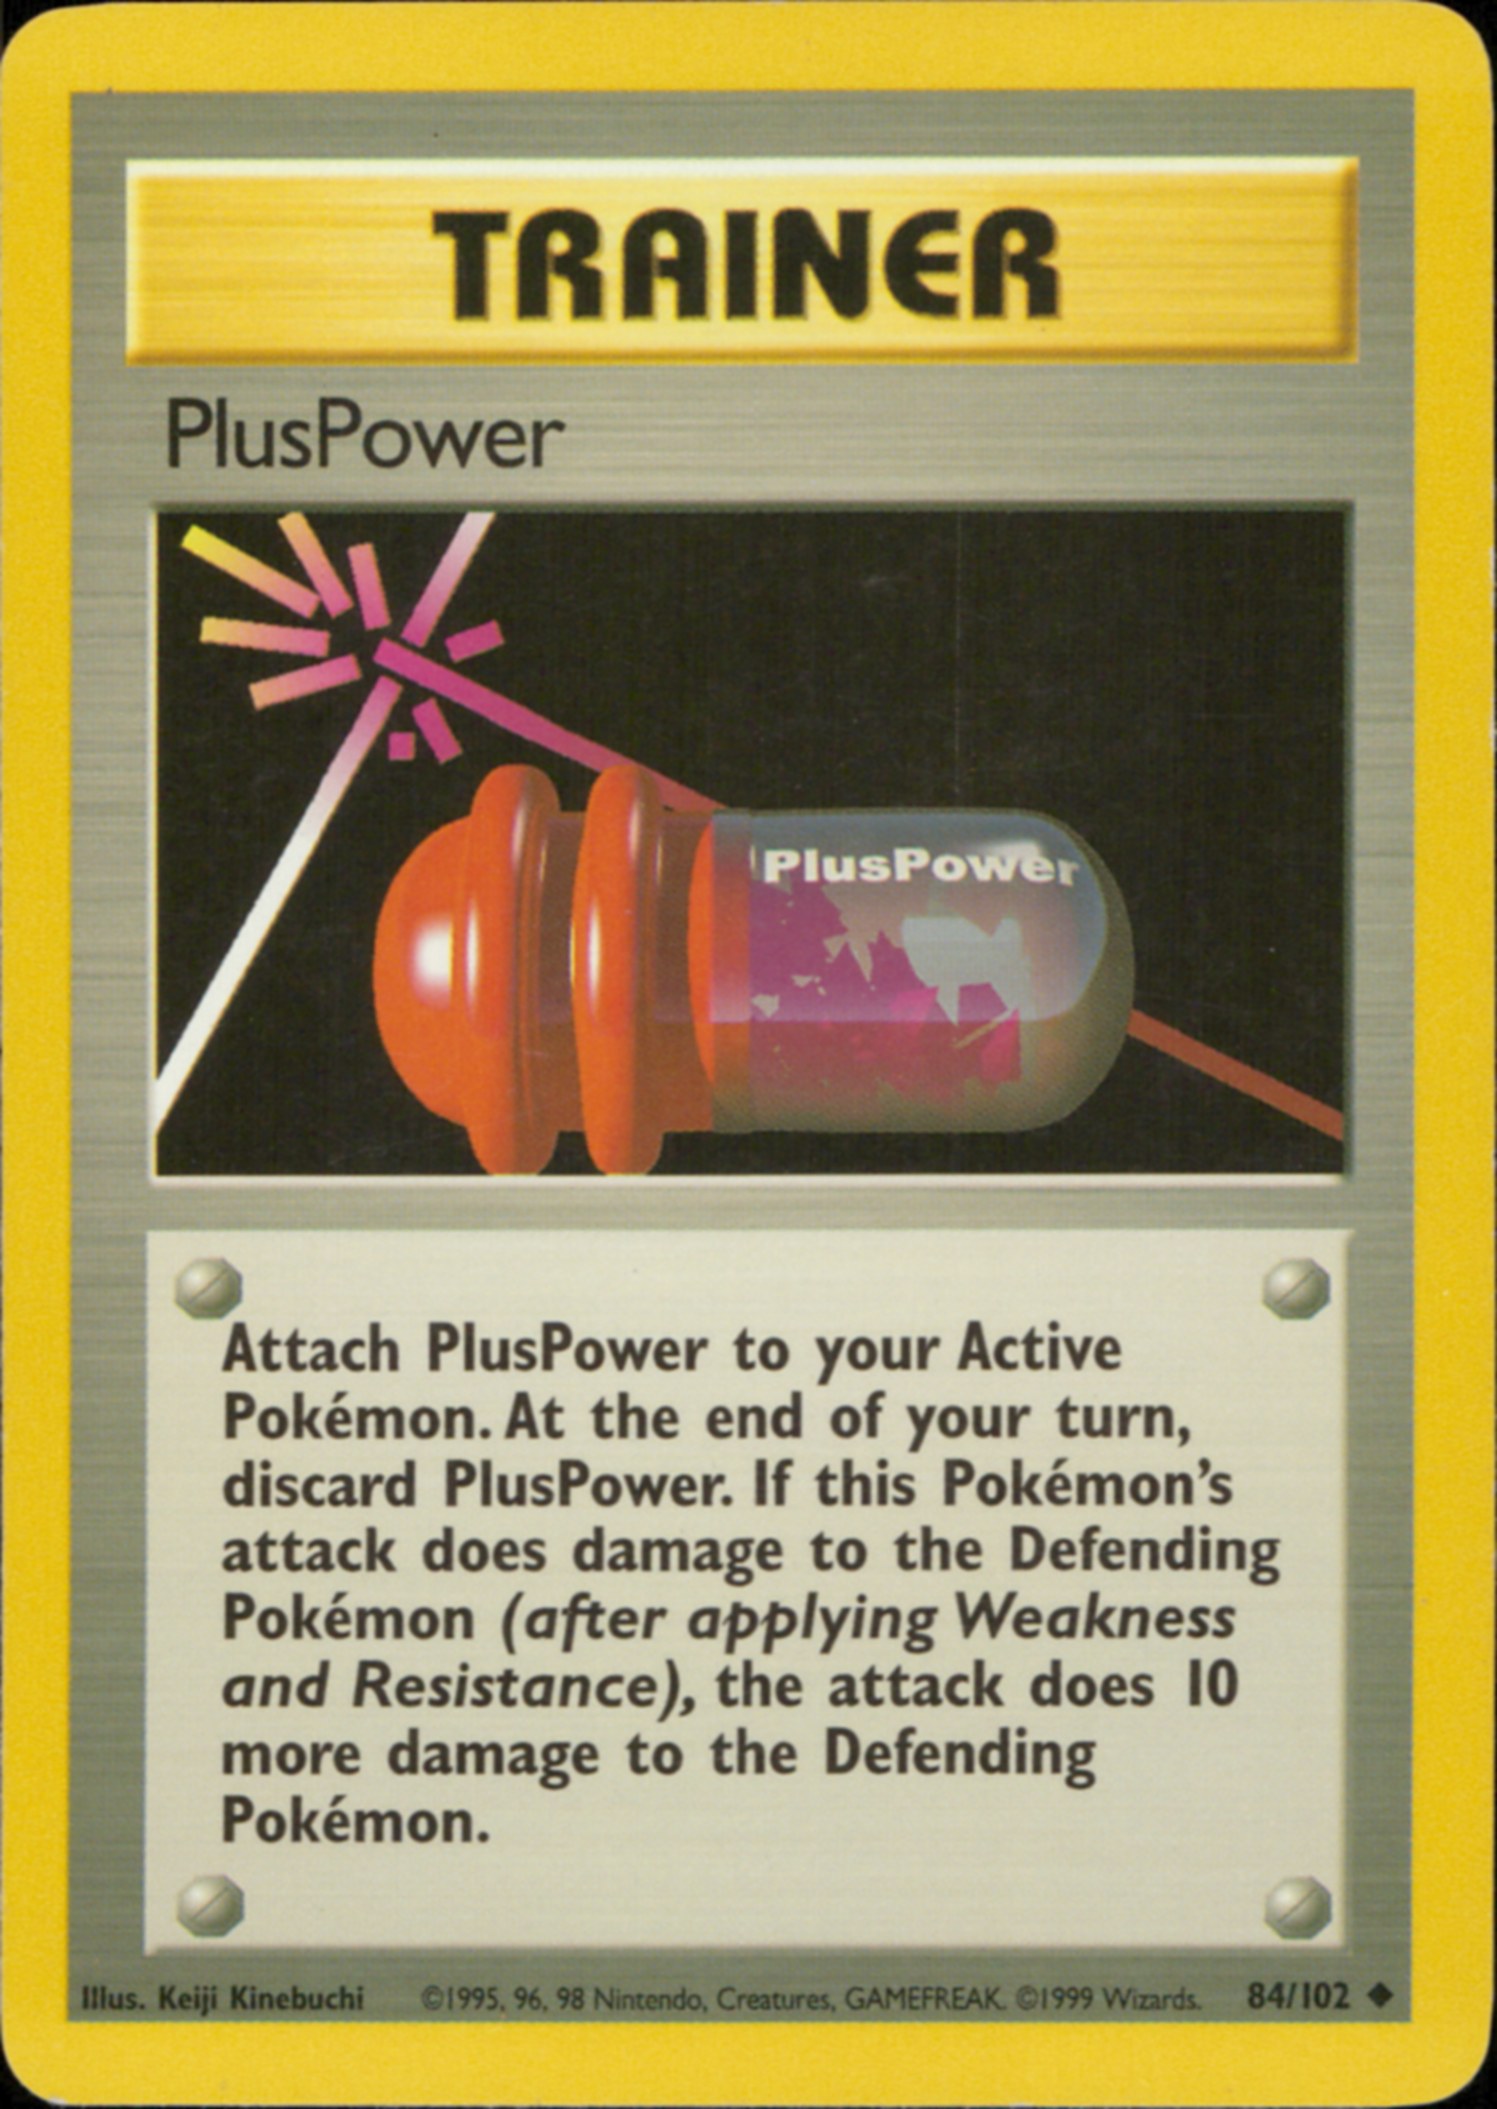 TRAINER
PlusPower
PlusPower
Attach PlusPower to your Active
Pokémon. At the end of your turn,
discard PlusPower. If this Pokémon's
attack does damage to the Defending
Pokémon (after applying Weakness
and Resistance), the attack does 10
more damage to the Defending
Pokémon.
Illus. Keiji Kinebuchi ©1995, 96, 98 Nintendo, Creatures, GAMEFREAK. ©1999 Wizards. 84/102 ◆